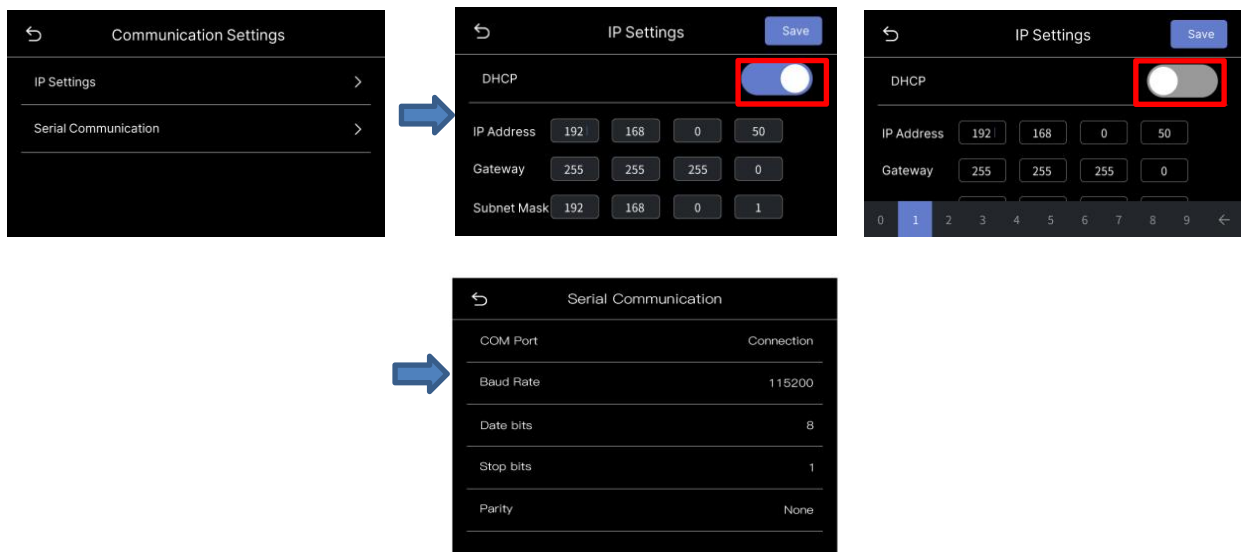 Communication Settings
IP Settings
Serial Communication
IP Settings
Save
DHCP
IP Address 192 168 0 50
Gateway 255 255 255 0
Subnet Mask 192 168 0 1
IP Settings
Save
DHCP
IP Address 192 168 0 50
Gateway 255 255 255 0
0 1 2 3 4 5 6 7 8 9 ←
Serial Communication
COM Port Connection
Baud Rate 115200
Date bits 8
Stop bits 1
Parity None